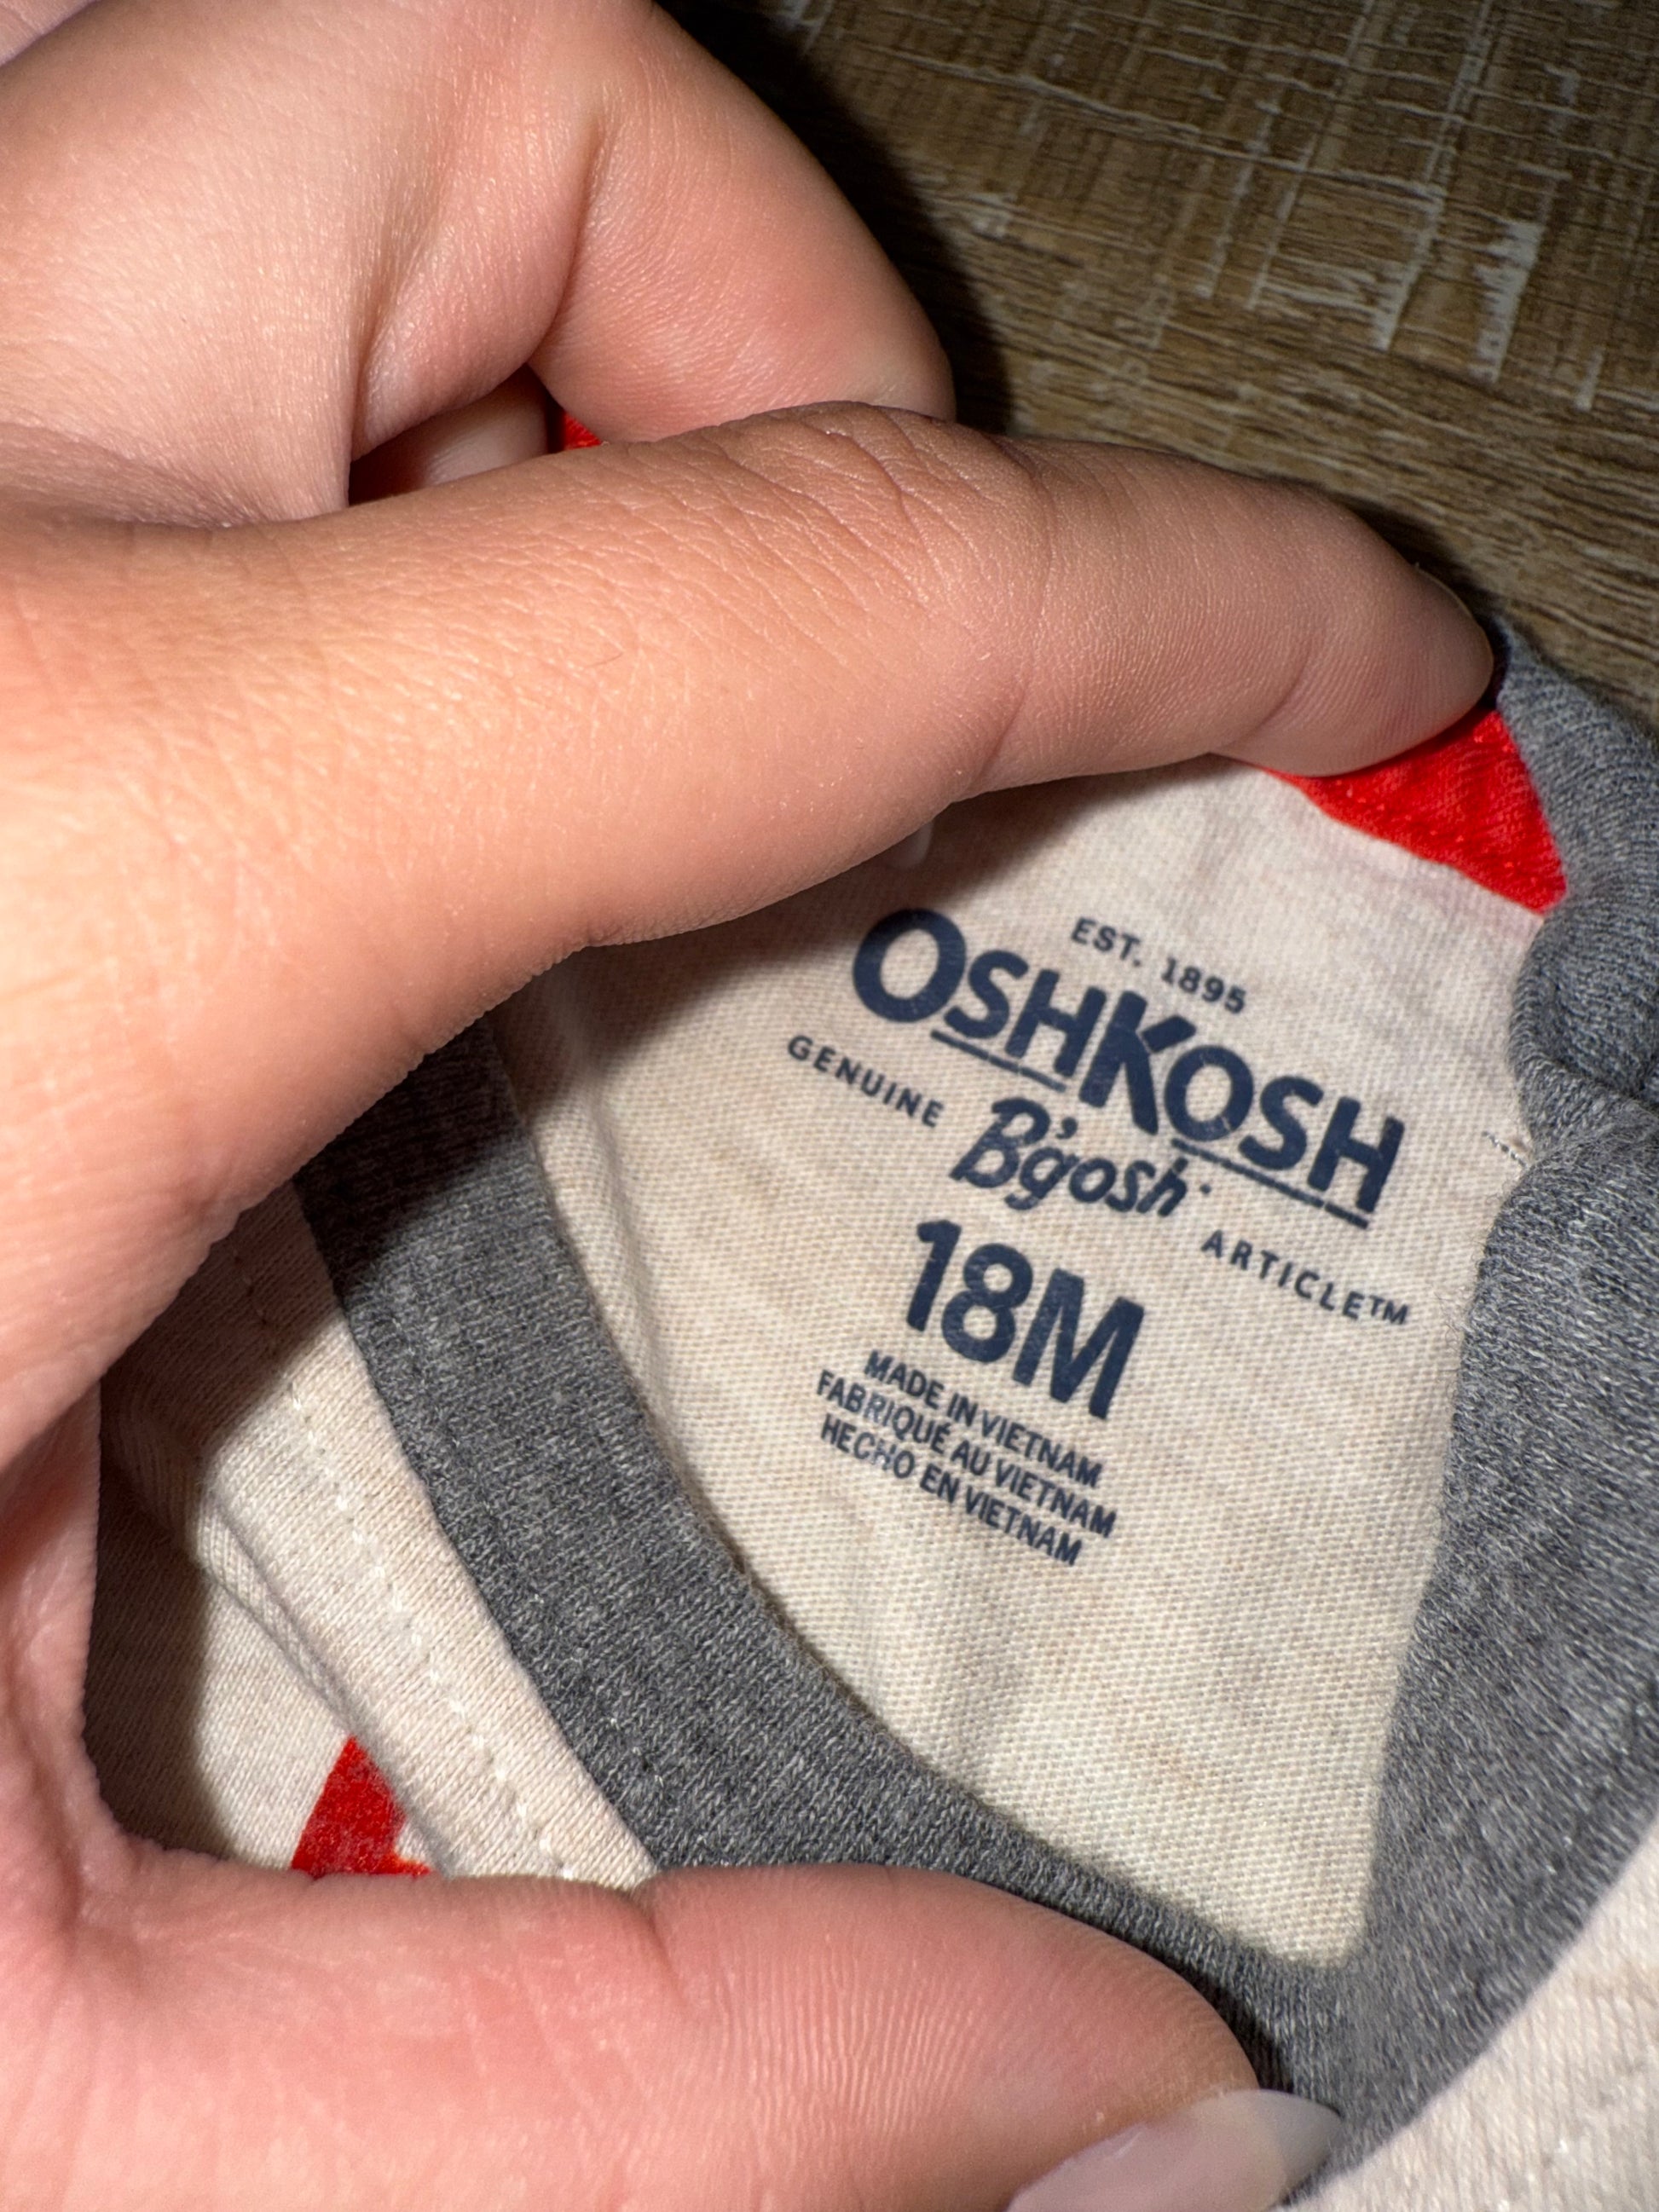 EST. 1895
OSHKOSH
GENUINE B'gosh ARTICLE™
18M
MADE IN VIETNAM
FABRIQUÉ AU VIETNAM
HECHO EN VIETNAM